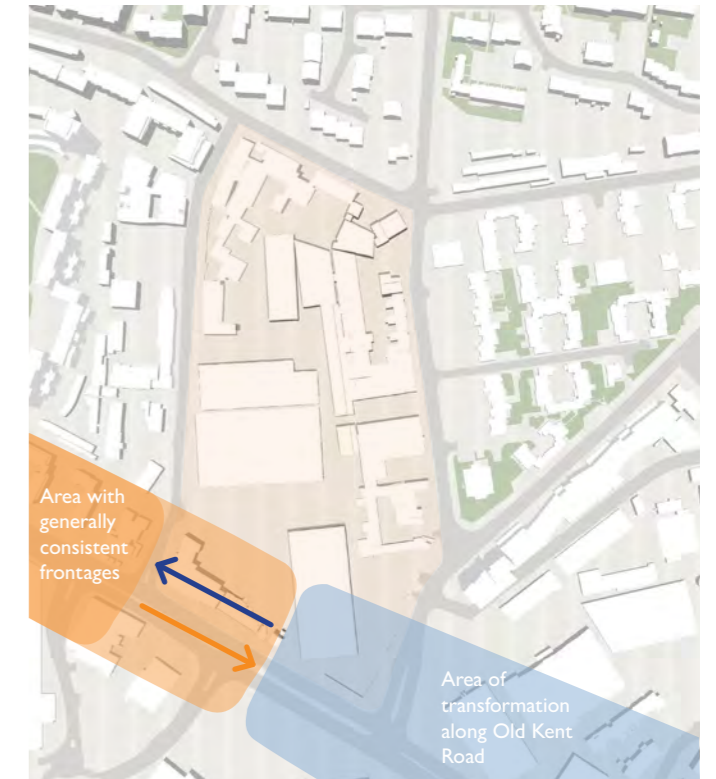 Area with
generally
consistent
frontages
Area of
transformation
along Old Kent
Road